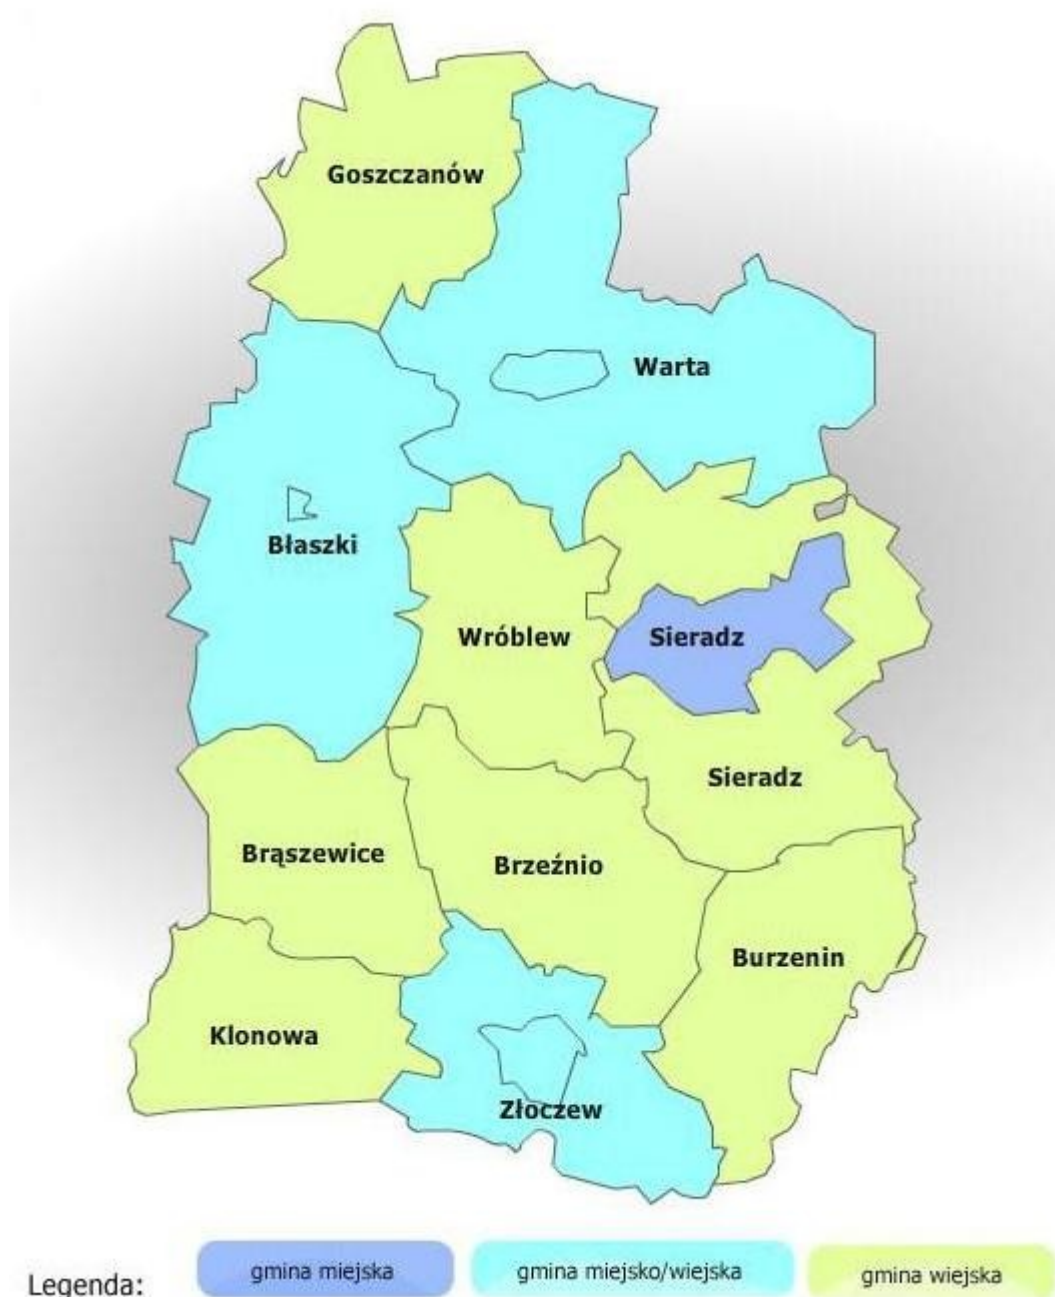 Goszczanów
Warta
Błaszki
Wróblew
Sieradz
Sieradz
Brąszewice
Brzeźnio
Burzenin
Klonowa
Złoczew
Legenda:
gmina miejska
gmina miejsko/wiejska
gmina wiejska